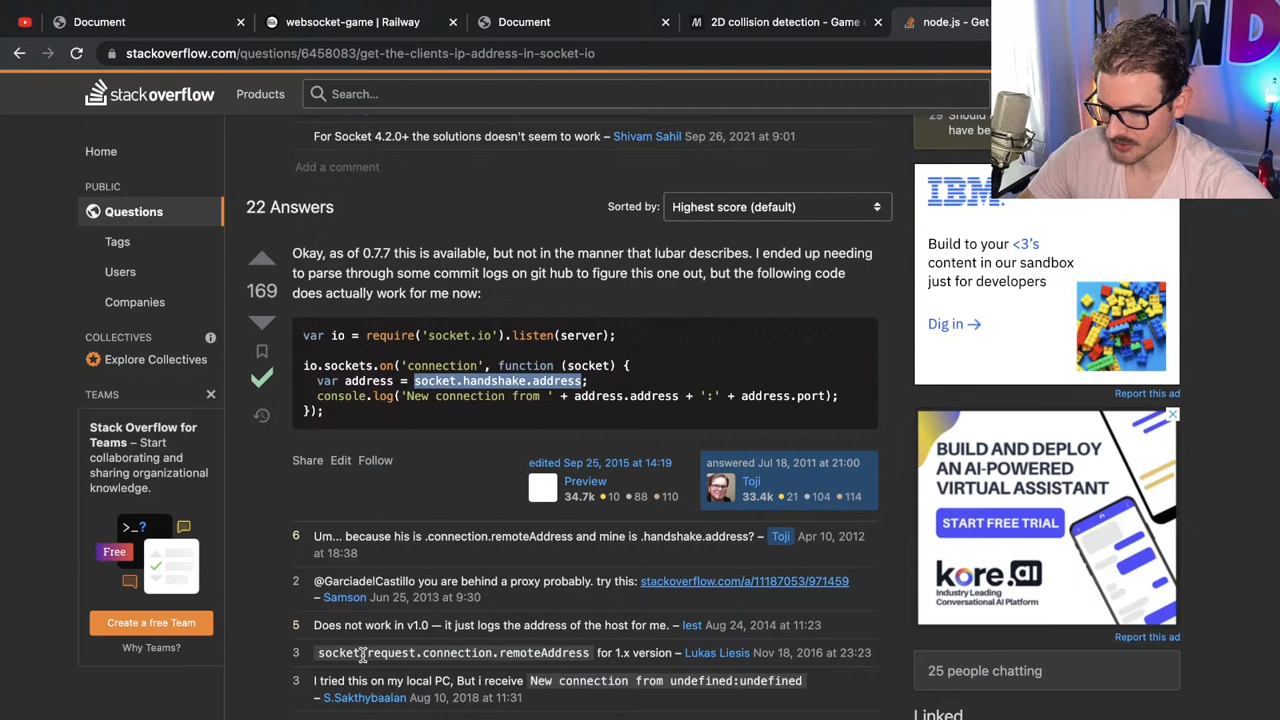 Document
websocket-game | Railway
Document
2D collision detection - Game
node.js - Get
stackoverflow.com/questions/6458083/get-the-clients-ip-address-in-socket-io
stackoverflow
Products
Search...
For Socket 4.2.0+ the solutions doesn't seem to work – Shivam Sahil Sep 26, 2021 at 9:01
Add a comment
Home
PUBLIC
Questions
Tags
Users
Companies
COLLECTIVES
Explore Collectives
TEAMS
Stack Overflow for
Teams – Start
collaborating and
sharing organizational
knowledge.
>_?
Free
Create a free Team
Why Teams?
22 Answers
Sorted by:
Highest score (default)
169
Okay, as of 0.7.7 this is available, but not in the manner that lubar describes. I ended up needing
to parse through some commit logs on git hub to figure this one out, but the following code
does actually work for me now:
var io = require('socket.io').listen(server);
io.sockets.on('connection', function (socket) {
var address = socket.handshake.address;
console.log('New connection from ' + address.address + ':' + address.port);
});
Share Edit Follow
edited Sep 25, 2015 at 14:19
Preview
34.7k 10 88 110
answered Jul 18, 2011 at 21:00
Toji
33.4k 21 104 114
6 Um... because his is .connection.remoteAddress and mine is .handshake.address? – Toji Apr 10, 2012
at 18:38
2 @GarciadelCastillo you are behind a proxy probably. try this: stackoverflow.com/a/11187053/971459
– Samson Jun 25, 2013 at 9:30
5 Does not work in v1.0 — it just logs the address of the host for me. – lest Aug 24, 2014 at 11:23
3 socket.request.connection.remoteAddress for 1.x version – Lukas Liesis Nov 18, 2016 at 23:23
3 I tried this on my local PC, But i receive New connection from undefined:undefined
– S.Sakthybaalan Aug 10, 2018 at 11:31
29 Should
have be
IBM
Build to your <3's
content in our sandbox
just for developers
Dig in →
Report this ad
BUILD AND DEPLOY
AN AI-POWERED
VIRTUAL ASSISTANT
START FREE TRIAL
kore.ai
Industry Leading
Conversational AI Platform
Report this ad
25 people chatting
Linked